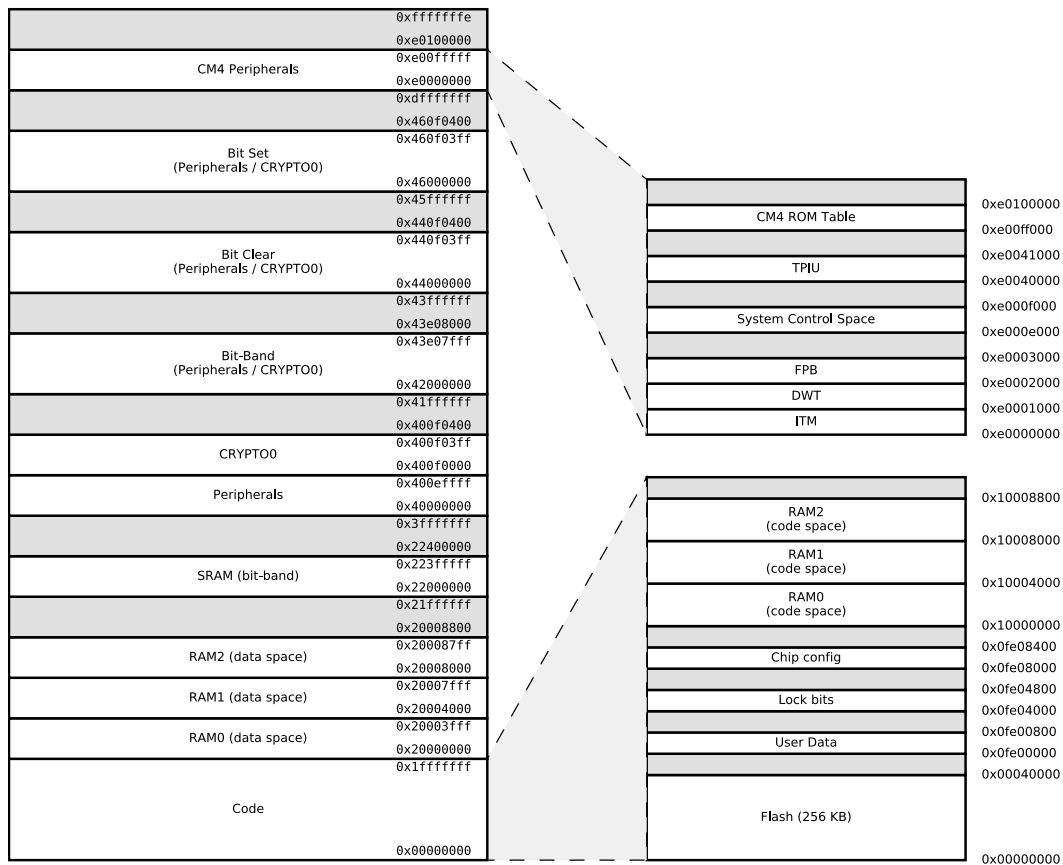 0xfffffffe
0xe0100000
0xe00fffff
CM4 Peripherals
0xe0000000
0xdfffffff
0x460f0400
0x460f03ff
Bit Set
(Peripherals / CRYPTO0)
0x46000000
0x45ffffff
0x440f0400
0x440f03ff
Bit Clear
(Peripherals / CRYPTO0)
0x44000000
0x43ffffff
0x43e08000
0x43e07fff
Bit-Band
(Peripherals / CRYPTO0)
0x42000000
0x41ffffff
0x400f0400
0x400f03ff
CRYPTO0
0x400f0000
0x400effff
Peripherals
0x40000000
0x3fffffff
0x22400000
0x223fffff
SRAM (bit-band)
0x22000000
0x21ffffff
0x20008800
0x200087ff
RAM2 (data space)
0x20008000
0x20007fff
RAM1 (data space)
0x20004000
0x20003fff
RAM0 (data space)
0x20000000
0x1fffffff
Code
0x00000000
0xe0100000
CM4 ROM Table
0xe00ff000
0xe0041000
TPIU
0xe0040000
0xe000f000
System Control Space
0xe000e000
0xe0003000
FPB
0xe0002000
DWT
0xe0001000
ITM
0xe0000000
0x10008800
RAM2
(code space)
0x10008000
RAM1
(code space)
0x10004000
RAM0
(code space)
0x10000000
0x0fe08400
Chip config
0x0fe08000
0x0fe04800
Lock bits
0x0fe04000
0x0fe00800
User Data
0x0fe00000
0x00040000
Flash (256 KB)
0x00000000